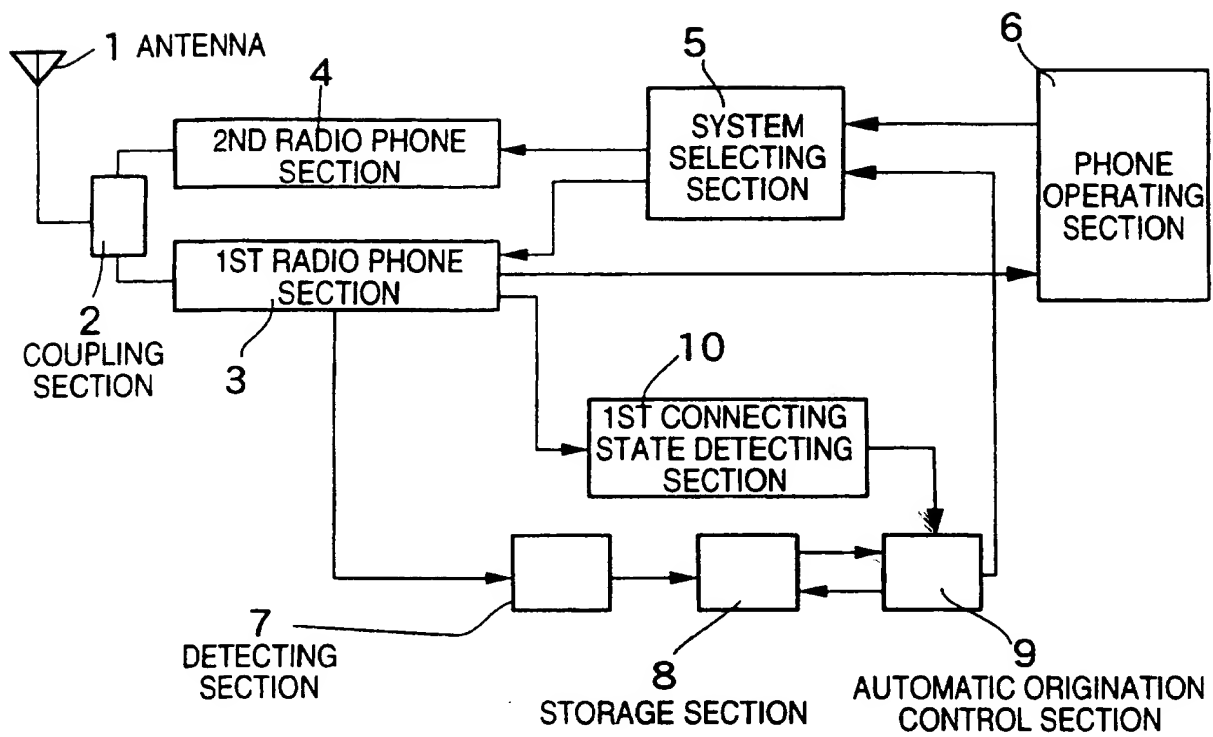 1 ANTENNA
4
2ND RADIO PHONE
SECTION
5
SYSTEM
SELECTING
SECTION
6
PHONE
OPERATING
SECTION
1ST RADIO PHONE
SECTION
2
COUPLING
SECTION
3
10
1ST CONNECTING
STATE DETECTING
SECTION
7
DETECTING
SECTION
8
STORAGE SECTION
9
AUTOMATIC ORIGINATION
CONTROL SECTION